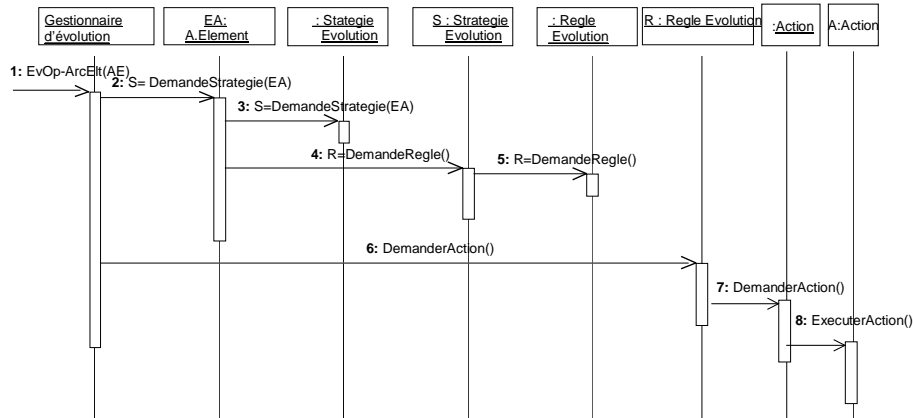 Gestionnaire
d'évolution
EA:
A.Element
: Stategie
Evolution
S : Strategie
Evolution
: Regle
Evolution
R : Regle Evolution
:Action
A:Action
1: EvOp-ArcElt(AE)
2: S= DemandeStrategie(EA)
3: S=DemandeStrategie(EA)
4: R=DemandeRegle()
5: R=DemandeRegle()
6: DemanderAction()
7: DemanderAction()
8: ExecuterAction()